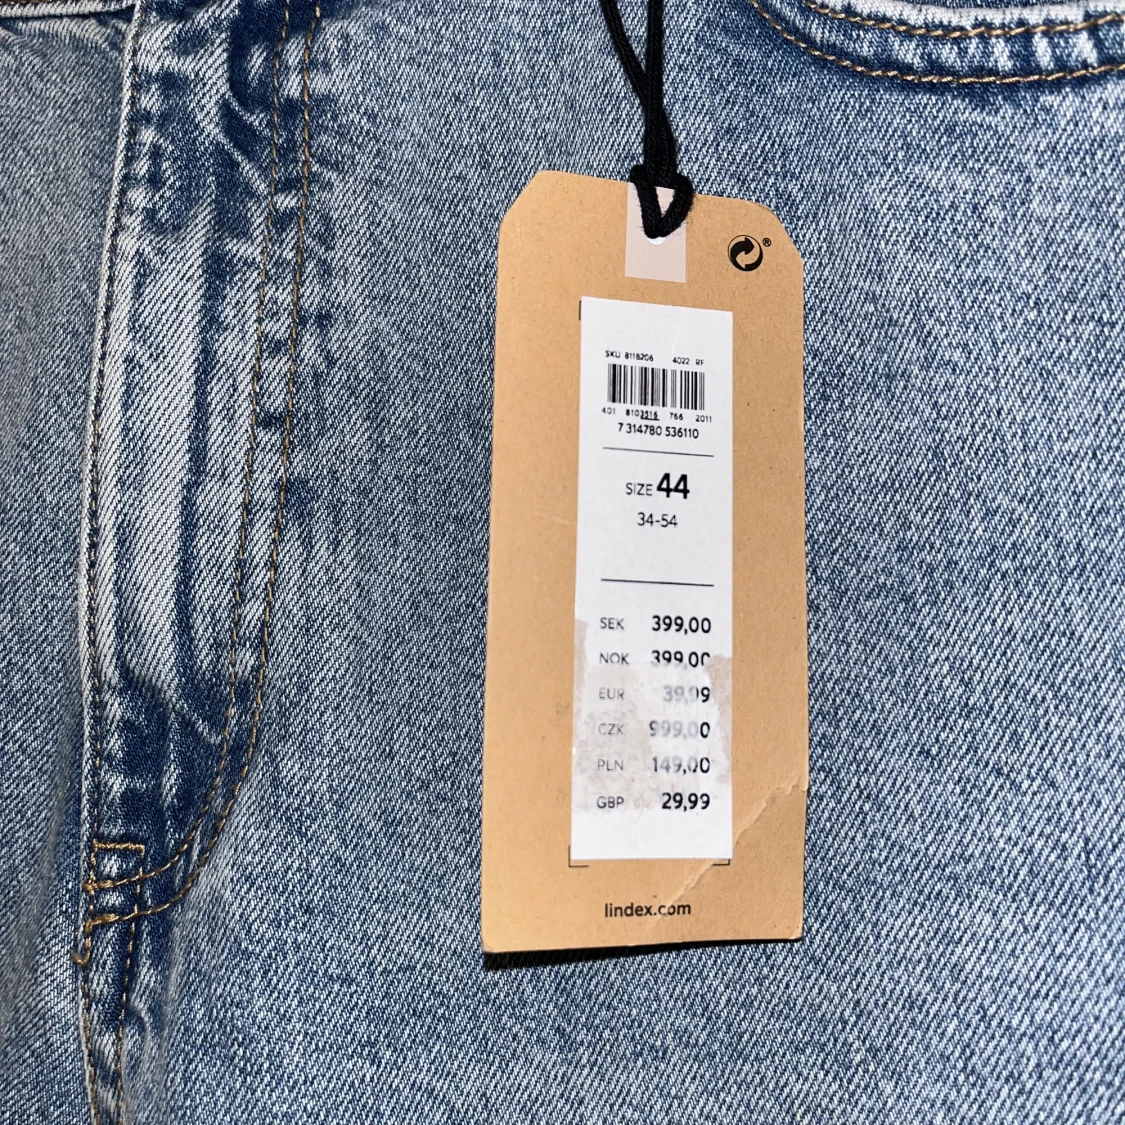 ®
SKU 8118206 4022 RF
401 8103516 766 2011
7 314780 536110
SIZE 44
34-54
SEK 399,00
NOK 399,00
EUR 39,99
CZK 999,00
PLN 149,00
GBP 29,99
lindex.com